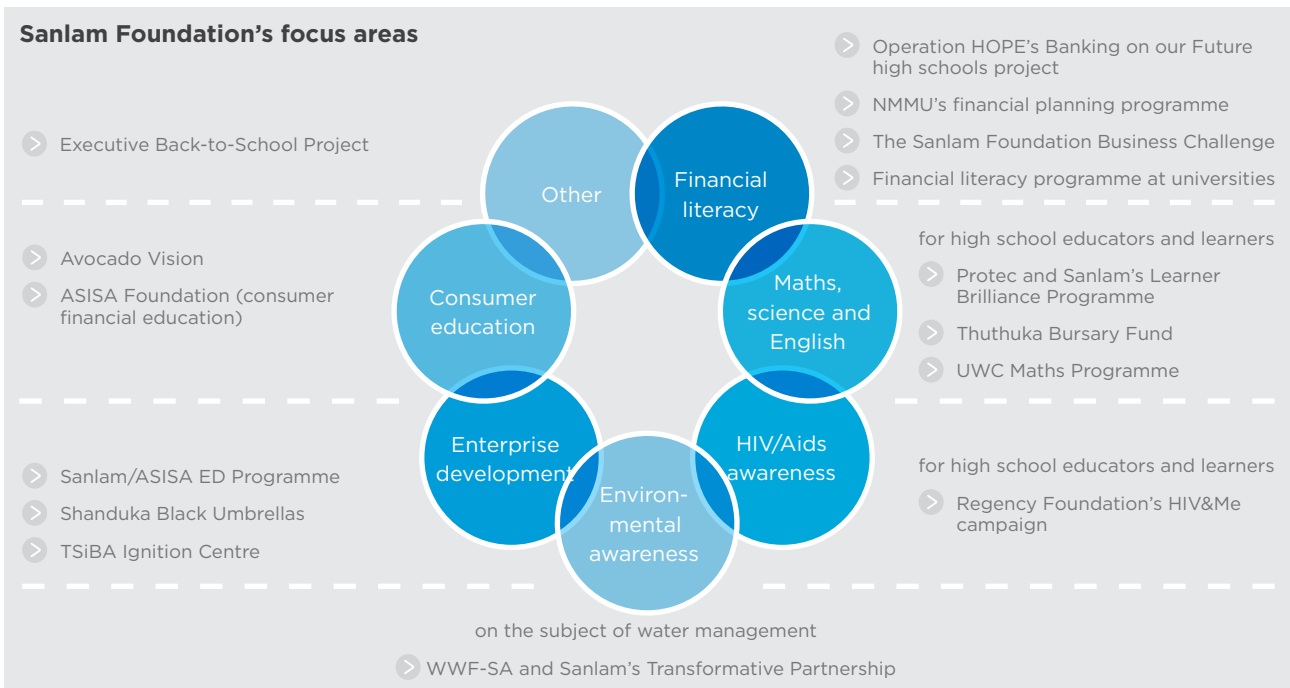 Sanlam Foundation's focus areas
Operation HOPE's Banking on our Future
high schools project
NMMU's financial planning programme
The Sanlam Foundation Business Challenge
Financial literacy programme at universities
Executive Back-to-School Project
Other
Financial
literacy
for high school educators and learners
Protec and Sanlam's Learner
Brilliance Programme
Thuthuka Bursary Fund
UWC Maths Programme
Avocado Vision
ASISA Foundation (consumer
financial education)
Consumer
education
Maths,
science and
English
Enterprise
development
HIV/Aids
awareness
for high school educators and learners
Regency Foundation's HIV&Me
campaign
Sanlam/ASISA ED Programme
Shanduka Black Umbrellas
TSiBA Ignition Centre
Environ-
mental
awareness
on the subject of water management
WWF-SA and Sanlam's Transformative Partnership